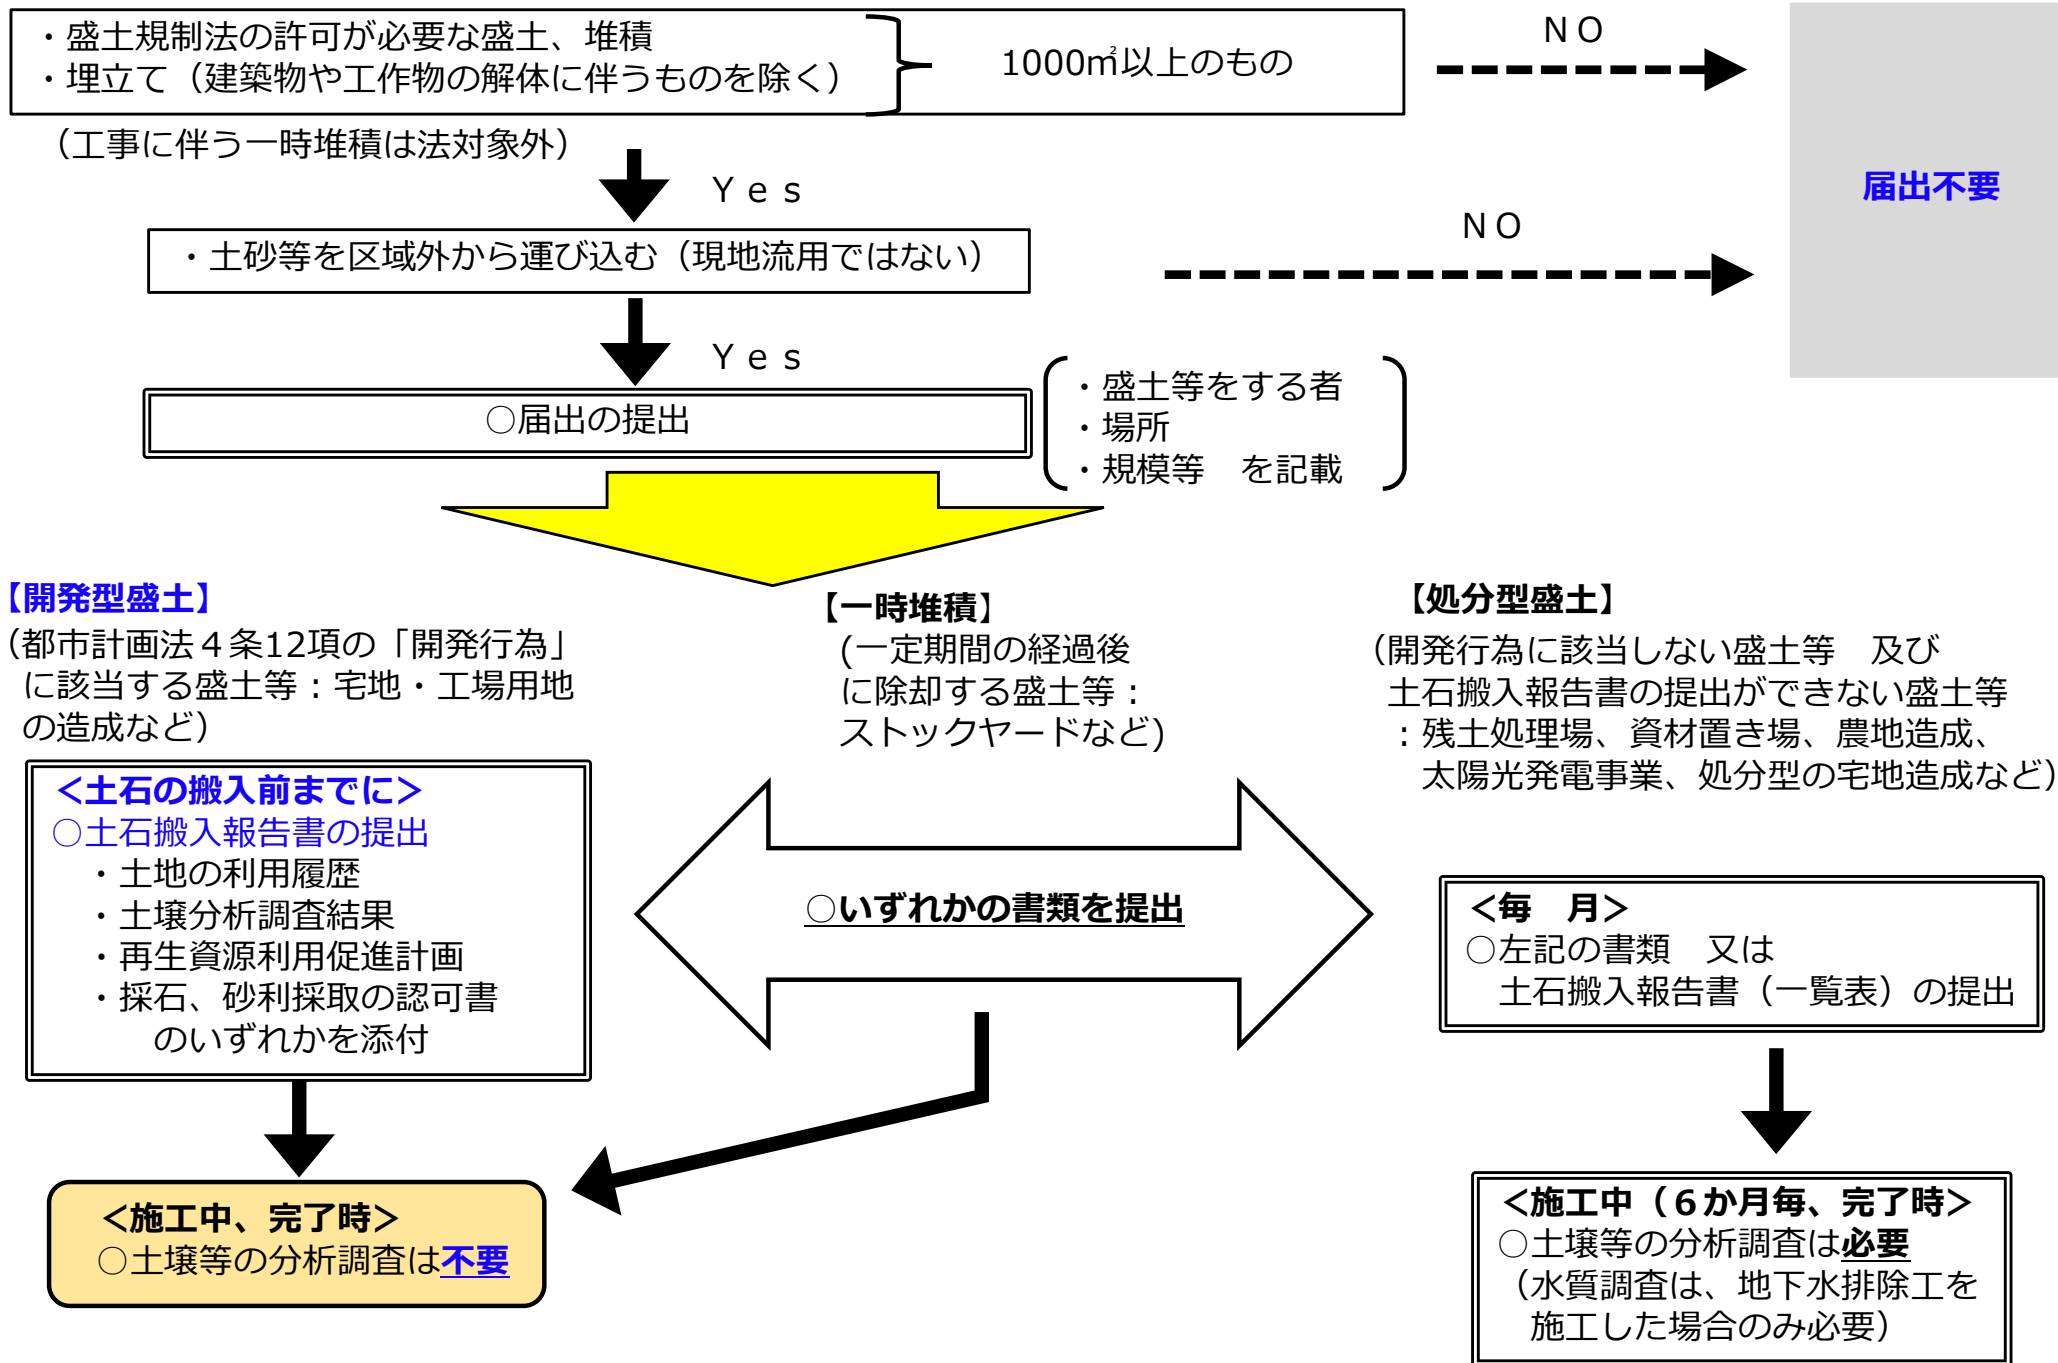 ・盛土規制法の許可が必要な盛土、堆積
・埋立て（建築物や工作物の解体に伴うものを除く）
1000㎡以上のもの
ＮＯ
（工事に伴う一時堆積は法対象外）
Ｙｅｓ
届出不要
・土砂等を区域外から運び込む（現地流用ではない）
ＮＯ
Ｙｅｓ
○届出の提出
・盛土等をする者
・場所
・規模等　を記載
【開発型盛土】
（都市計画法４条12項の「開発行為」
に該当する盛土等：宅地・工場用地
の造成など）
【一時堆積】
(一定期間の経過後
に除却する盛土等：
ストックヤードなど)
【処分型盛土】
（開発行為に該当しない盛土等　及び
土石搬入報告書の提出ができない盛土等
：残土処理場、資材置き場、農地造成、
太陽光発電事業、処分型の宅地造成など）
＜土石の搬入前までに＞
○土石搬入報告書の提出
・土地の利用履歴
・土壌分析調査結果
・再生資源利用促進計画
・採石、砂利採取の認可書
のいずれかを添付
○いずれかの書類を提出
＜毎　月＞
○左記の書類　又は
土石搬入報告書（一覧表）の提出
＜施工中、完了時＞
○土壌等の分析調査は不要
＜施工中（６か月毎、完了時＞
○土壌等の分析調査は必要
（水質調査は、地下水排除工を
施工した場合のみ必要）